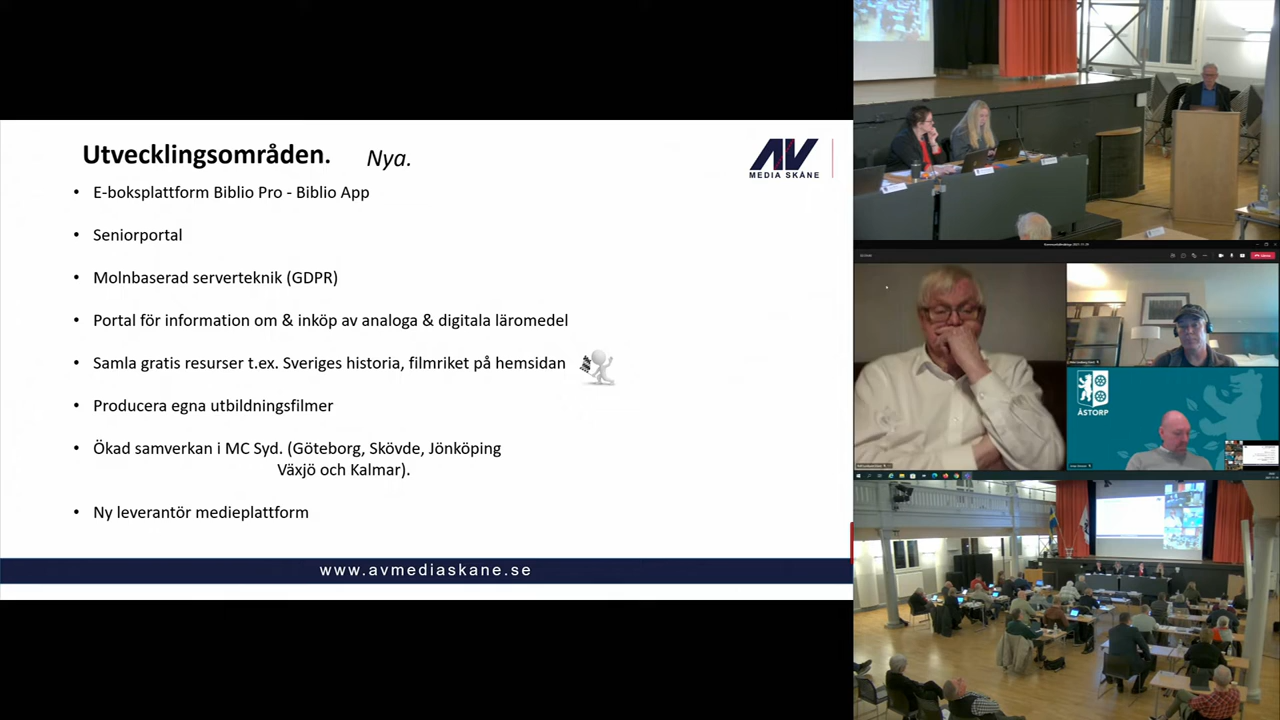 Utvecklingsområden. Nya.
AV
MEDIA SKÅNE
• E-boksplattform Biblio Pro - Biblio App
• Seniorportal
• Molnbaserad serverteknik (GDPR)
• Portal för information om & inköp av analoga & digitala läromedel
• Samla gratis resurser t.ex. Sveriges historia, filmriket på hemsidan
• Producera egna utbildningsfilmer
• Ökad samverkan i MC Syd. (Göteborg, Skövde, Jönköping
Växjö och Kalmar).
• Ny leverantör medieplattform
www.avmediaskane.se
ÅSTORP